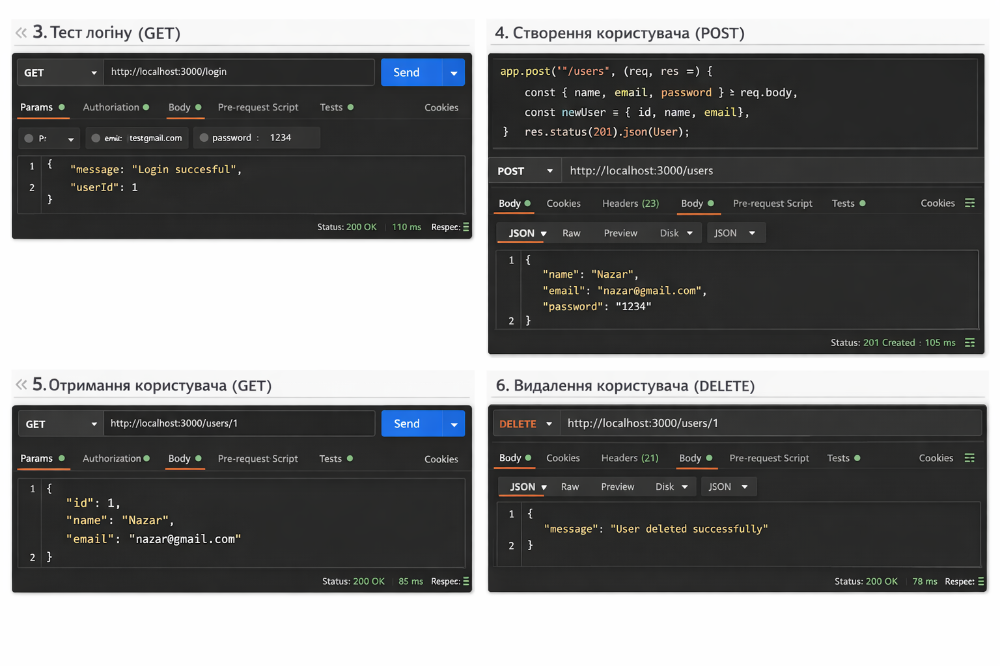 3. Тест логіну (GET)
GET http://localhost:3000/login Send
Params Authoriation Body Pre-request Script Tests Cookies
emil: testgmail.com password : 1234
1 {
"message: "Login succesful",
2 "userId": 1
}
Status: 200 OK 110 ms Respec:
4. Створення користувача (POST)
app.post('"/users", (req, res =) {
const { name, email, password } ≥ req.body,
const newUser ≡ { id, name, email},
} res.status(201).json(User);
POST http://localhost:3000/users
Body Cookies Headers (23) Body Pre-request Script Tests Cookies
JSON Raw Preview Disk JSON
1 {
"name": "Nazar",
"email": "nazar@gmail.com",
"password": "1234"
2 }
Status: 201 Created : 105 ms
5. Отримання користувача (GET)
GET http://localhost:3000/users/1 Send
Params Authorization Body Pre-request Script Tests Cookies
1 {
"id": 1,
"name": "Nazar",
"email": "nazar@gmail.com"
2 }
Status: 200 OK 85 ms Respec:
6. Видалення користувача (DELETE)
DELETE http://localhost:3000/users/1
Body Cookies Headers (21) Body Pre-request Script Tests Cookies
JSON Raw Preview Disk JSON
1 {
"message": "User deleted successfully"
2 }
Status: 200 OK 78 ms Respec: